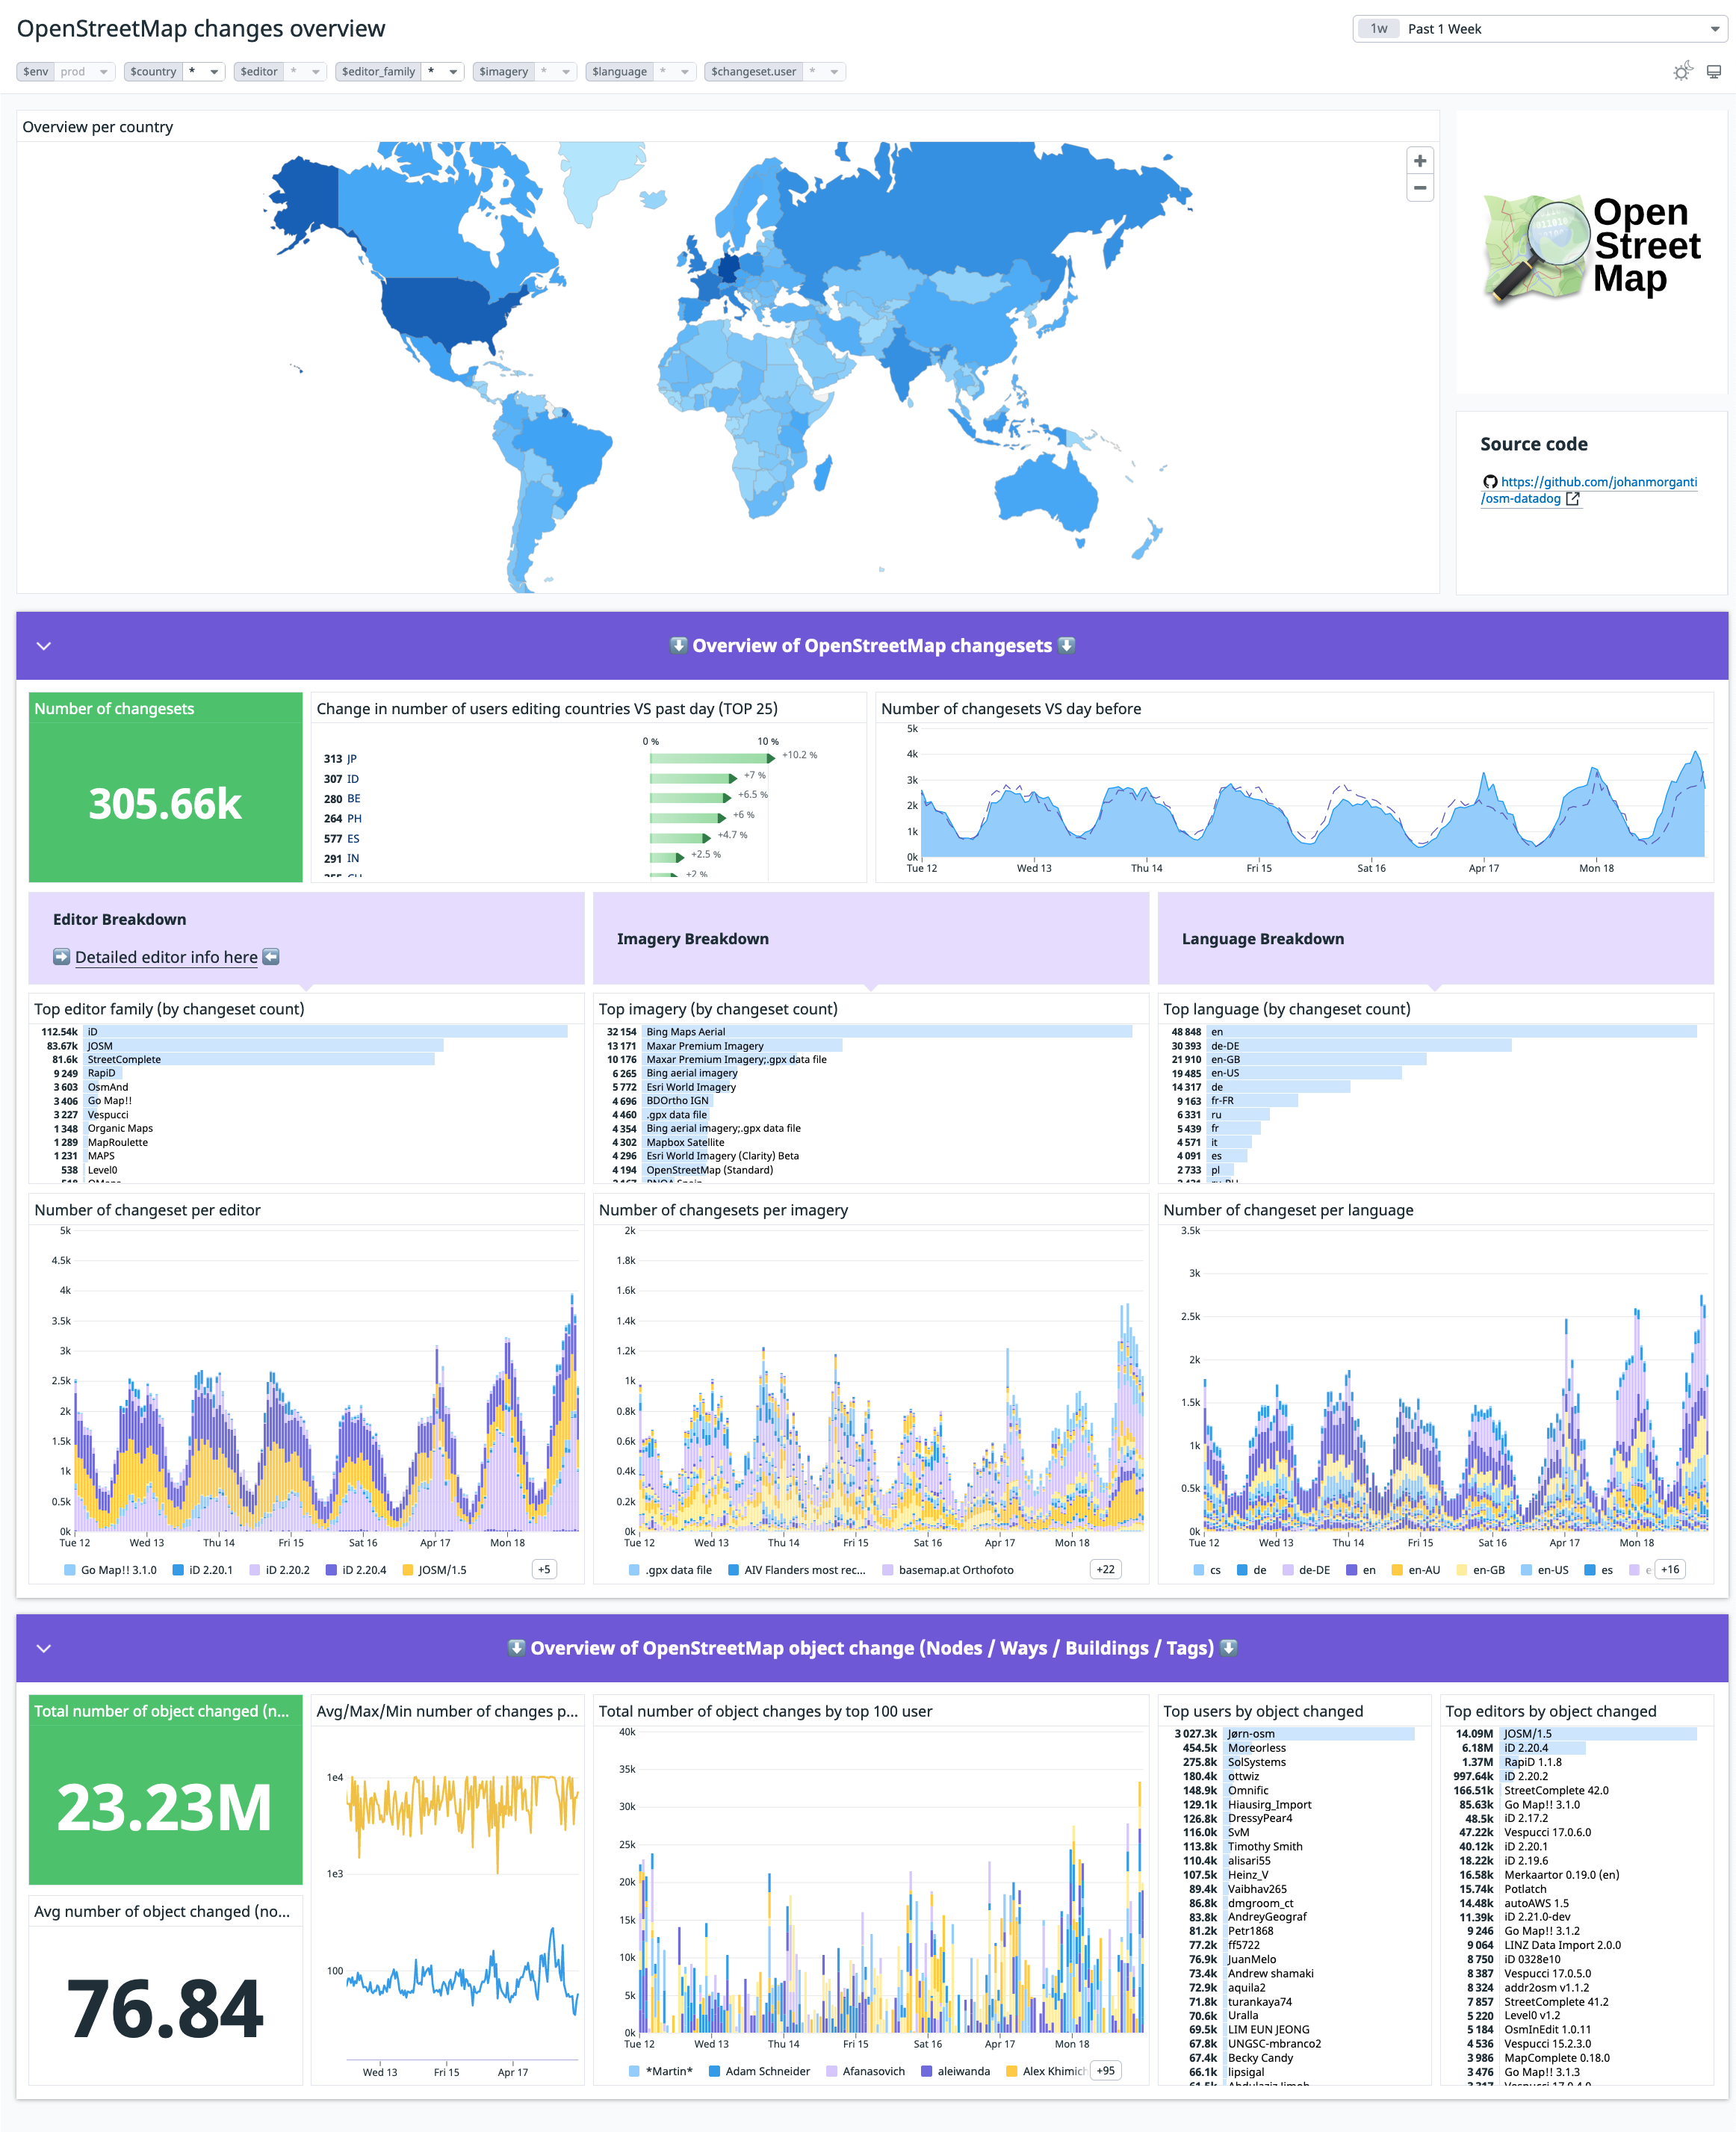 OpenStreetMap changes overview
1w Past 1 Week
$env prod $country * $editor * $editor_family * $imagery * $language * $changeset.user *
Overview per country
+
−
Open
Street
Map
Source code
https://github.com/johanmorganti
/osm-datadog
Overview of OpenStreetMap changesets
Number of changesets
305.66k
Change in number of users editing countries VS past day (TOP 25)
0 % 10 %
313 JP +10.2 %
307 ID +7 %
280 BE +6.5 %
264 PH +6 %
577 ES +4.7 %
291 IN +2.5 %
+2 %
Number of changesets VS day before
5k
4k
3k
2k
1k
0k
Tue 12 Wed 13 Thu 14 Fri 15 Sat 16 Apr 17 Mon 18
Editor Breakdown
Detailed editor info here
Imagery Breakdown
Language Breakdown
Top editor family (by changeset count)
112.54k iD
83.67k JOSM
81.6k StreetComplete
9 249 RapiD
3 603 OsmAnd
3 406 Go Map!!
3 227 Vespucci
1 348 Organic Maps
1 289 MapRoulette
1 231 MAPS
538 Level0
Top imagery (by changeset count)
32 154 Bing Maps Aerial
13 171 Maxar Premium Imagery
10 176 Maxar Premium Imagery;.gpx data file
6 265 Bing aerial imagery
5 772 Esri World Imagery
4 696 BDOrtho IGN
4 460 .gpx data file
4 354 Bing aerial imagery;.gpx data file
4 302 Mapbox Satellite
4 296 Esri World Imagery (Clarity) Beta
4 194 OpenStreetMap (Standard)
Top language (by changeset count)
48 848 en
30 393 de-DE
21 910 en-GB
19 485 en-US
14 317 de
9 163 fr-FR
6 331 ru
5 439 fr
4 571 it
4 091 es
2 733 pl
Number of changeset per editor
5k
4.5k
4k
3.5k
3k
2.5k
2k
1.5k
1k
0.5k
0k
Tue 12 Wed 13 Thu 14 Fri 15 Sat 16 Apr 17 Mon 18
Go Map!! 3.1.0 iD 2.20.1 iD 2.20.2 iD 2.20.4 JOSM/1.5 +5
Number of changesets per imagery
2k
1.8k
1.6k
1.4k
1.2k
1k
0.8k
0.6k
0.4k
0.2k
0k
Tue 12 Wed 13 Thu 14 Fri 15 Sat 16 Apr 17 Mon 18
.gpx data file AIV Flanders most rec... basemap.at Orthofoto +22
Number of changeset per language
3.5k
3k
2.5k
2k
1.5k
1k
0.5k
0k
Tue 12 Wed 13 Thu 14 Fri 15 Sat 16 Apr 17 Mon 18
cs de de-DE en en-AU en-GB en-US es e +16
Overview of OpenStreetMap object change (Nodes / Ways / Buildings / Tags)
Total number of object changed (n...
23.23M
Avg number of object changed (no...
76.84
Avg/Max/Min number of changes p...
1e4
1e3
100
Wed 13 Fri 15 Apr 17
Total number of object changes by top 100 user
40k
35k
30k
25k
20k
15k
10k
5k
0k
Tue 12 Wed 13 Thu 14 Fri 15 Sat 16 Apr 17 Mon 18
*Martin* Adam Schneider Afanasovich aleiwanda Alex Khimich +95
Top users by object changed
3 027.3k Jørn-osm
454.5k Moreorless
275.8k SolSystems
180.4k ottwiz
148.9k Omnific
129.1k Hiausirg_Import
126.8k DressyPear4
116.0k SvM
113.8k Timothy Smith
110.4k alisari55
107.5k Heinz_V
89.4k Vaibhav265
86.8k dmgroom_ct
83.8k AndreyGeograf
81.2k Petr1868
77.2k ff5722
76.9k JuanMelo
73.4k Andrew shamaki
72.9k aquila2
71.8k turankaya74
70.6k Uralla
69.5k LIM EUN JEONG
67.8k UNGSC-mbranco2
67.4k Becky Candy
66.1k lipsigal
Top editors by object changed
14.09M JOSM/1.5
6.18M iD 2.20.4
1.37M RapiD 1.1.8
997.64k iD 2.20.2
166.51k StreetComplete 42.0
85.63k Go Map!! 3.1.0
48.5k iD 2.17.2
47.22k Vespucci 17.0.6.0
40.12k iD 2.20.1
18.22k iD 2.19.6
16.58k Merkaartor 0.19.0 (en)
15.74k Potlatch
14.48k autoAWS 1.5
11.39k iD 2.21.0-dev
9 246 Go Map!! 3.1.2
9 064 LINZ Data Import 2.0.0
8 750 iD 0328e10
8 387 Vespucci 17.0.5.0
8 324 addr2osm v1.1.2
7 857 StreetComplete 41.2
5 220 Level0 v1.2
5 184 OsmInEdit 1.0.11
4 536 Vespucci 15.2.3.0
3 986 MapComplete 0.18.0
3 476 Go Map!! 3.1.3